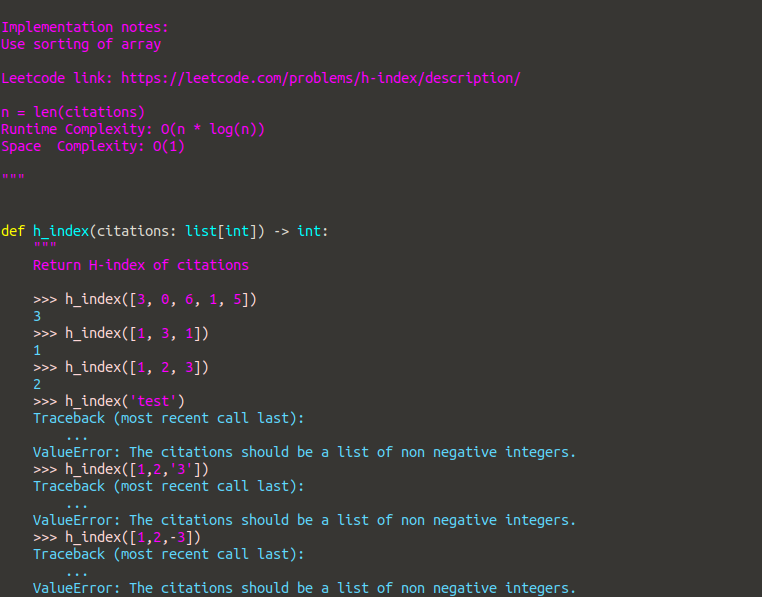 Implementation notes:
Use sorting of array
Leetcode link: https://leetcode.com/problems/h-index/description/
n = len(citations)
Runtime Complexity: O(n * log(n))
Space  Complexity: O(1)
"""
def h_index(citations: list[int]) -> int:
    """
    Return H-index of citations
    >>> h_index([3, 0, 6, 1, 5])
    3
    >>> h_index([1, 3, 1])
    1
    >>> h_index([1, 2, 3])
    2
    >>> h_index('test')
    Traceback (most recent call last):
        ...
    ValueError: The citations should be a list of non negative integers.
    >>> h_index([1,2,'3'])
    Traceback (most recent call last):
        ...
    ValueError: The citations should be a list of non negative integers.
    >>> h_index([1,2,-3])
    Traceback (most recent call last):
        ...
    ValueError: The citations should be a list of non negative integers.